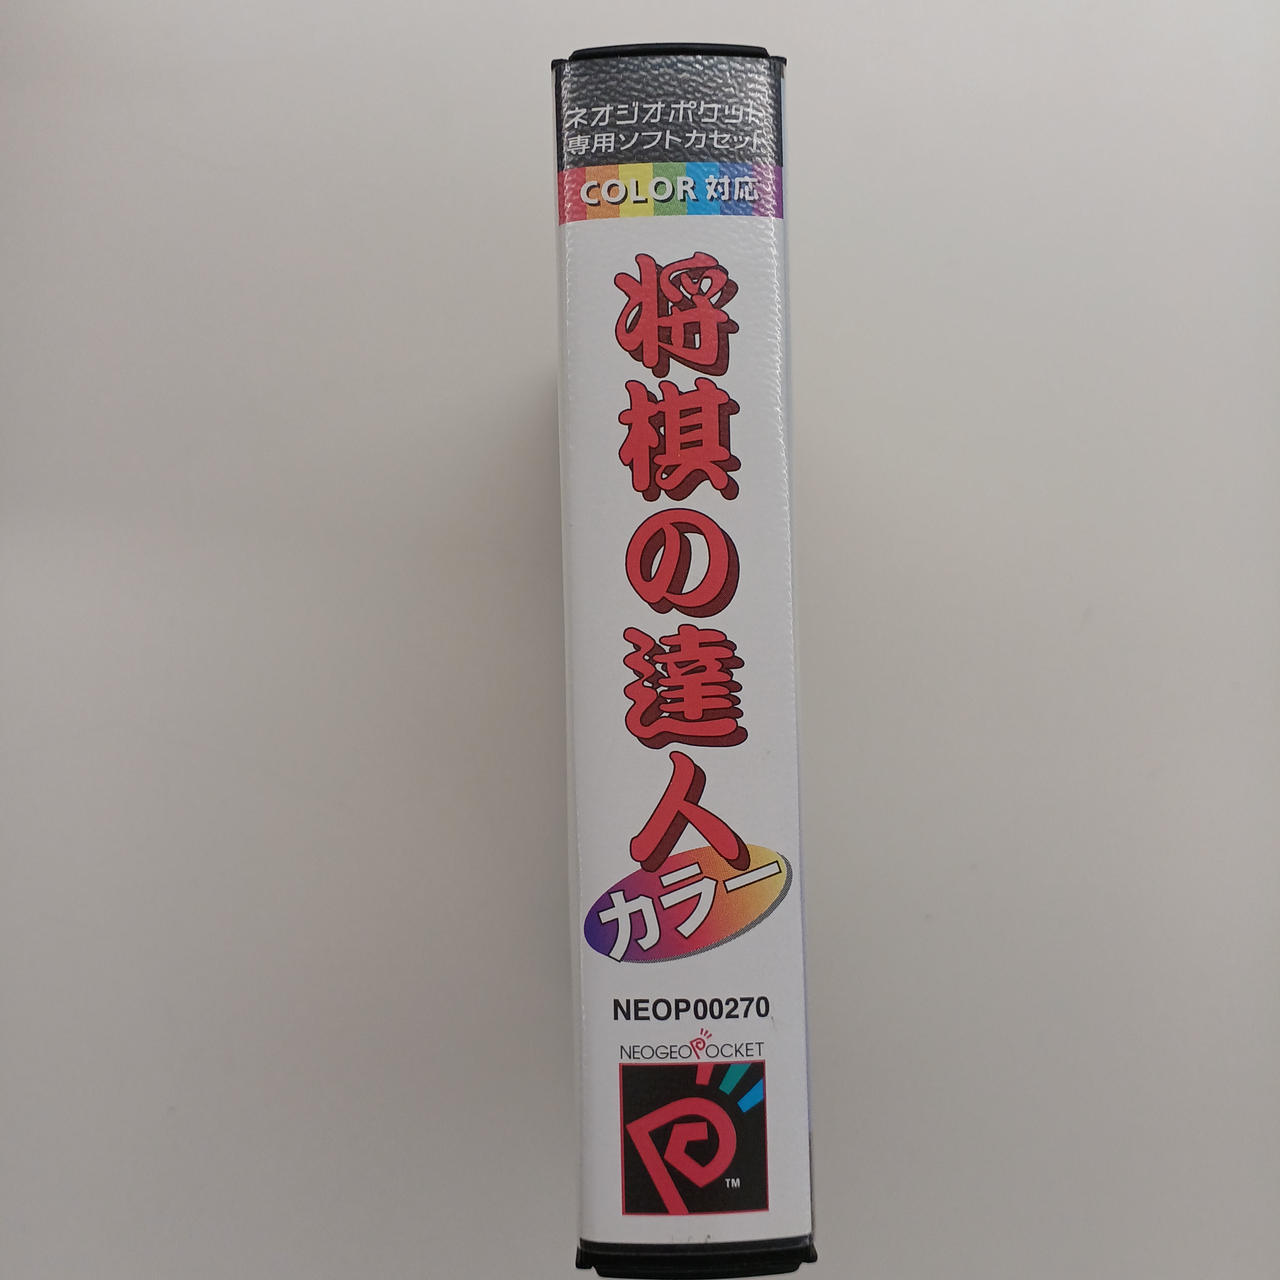 ネオジオポケット
専用ソフトカセット
COLOR 対応
将棋の達人
カラー
NEOP00270
NEOGEO POCKET
TM